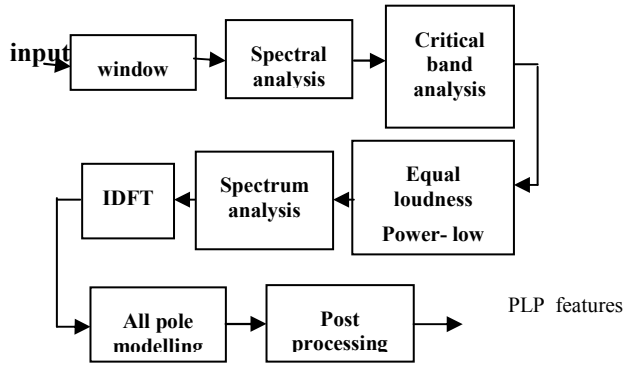 input
window
Spectral
analysis
Critical
band
analysis
Equal
loudness
Power- low
Spectrum
analysis
IDFT
All pole
modelling
Post
processing
PLP features